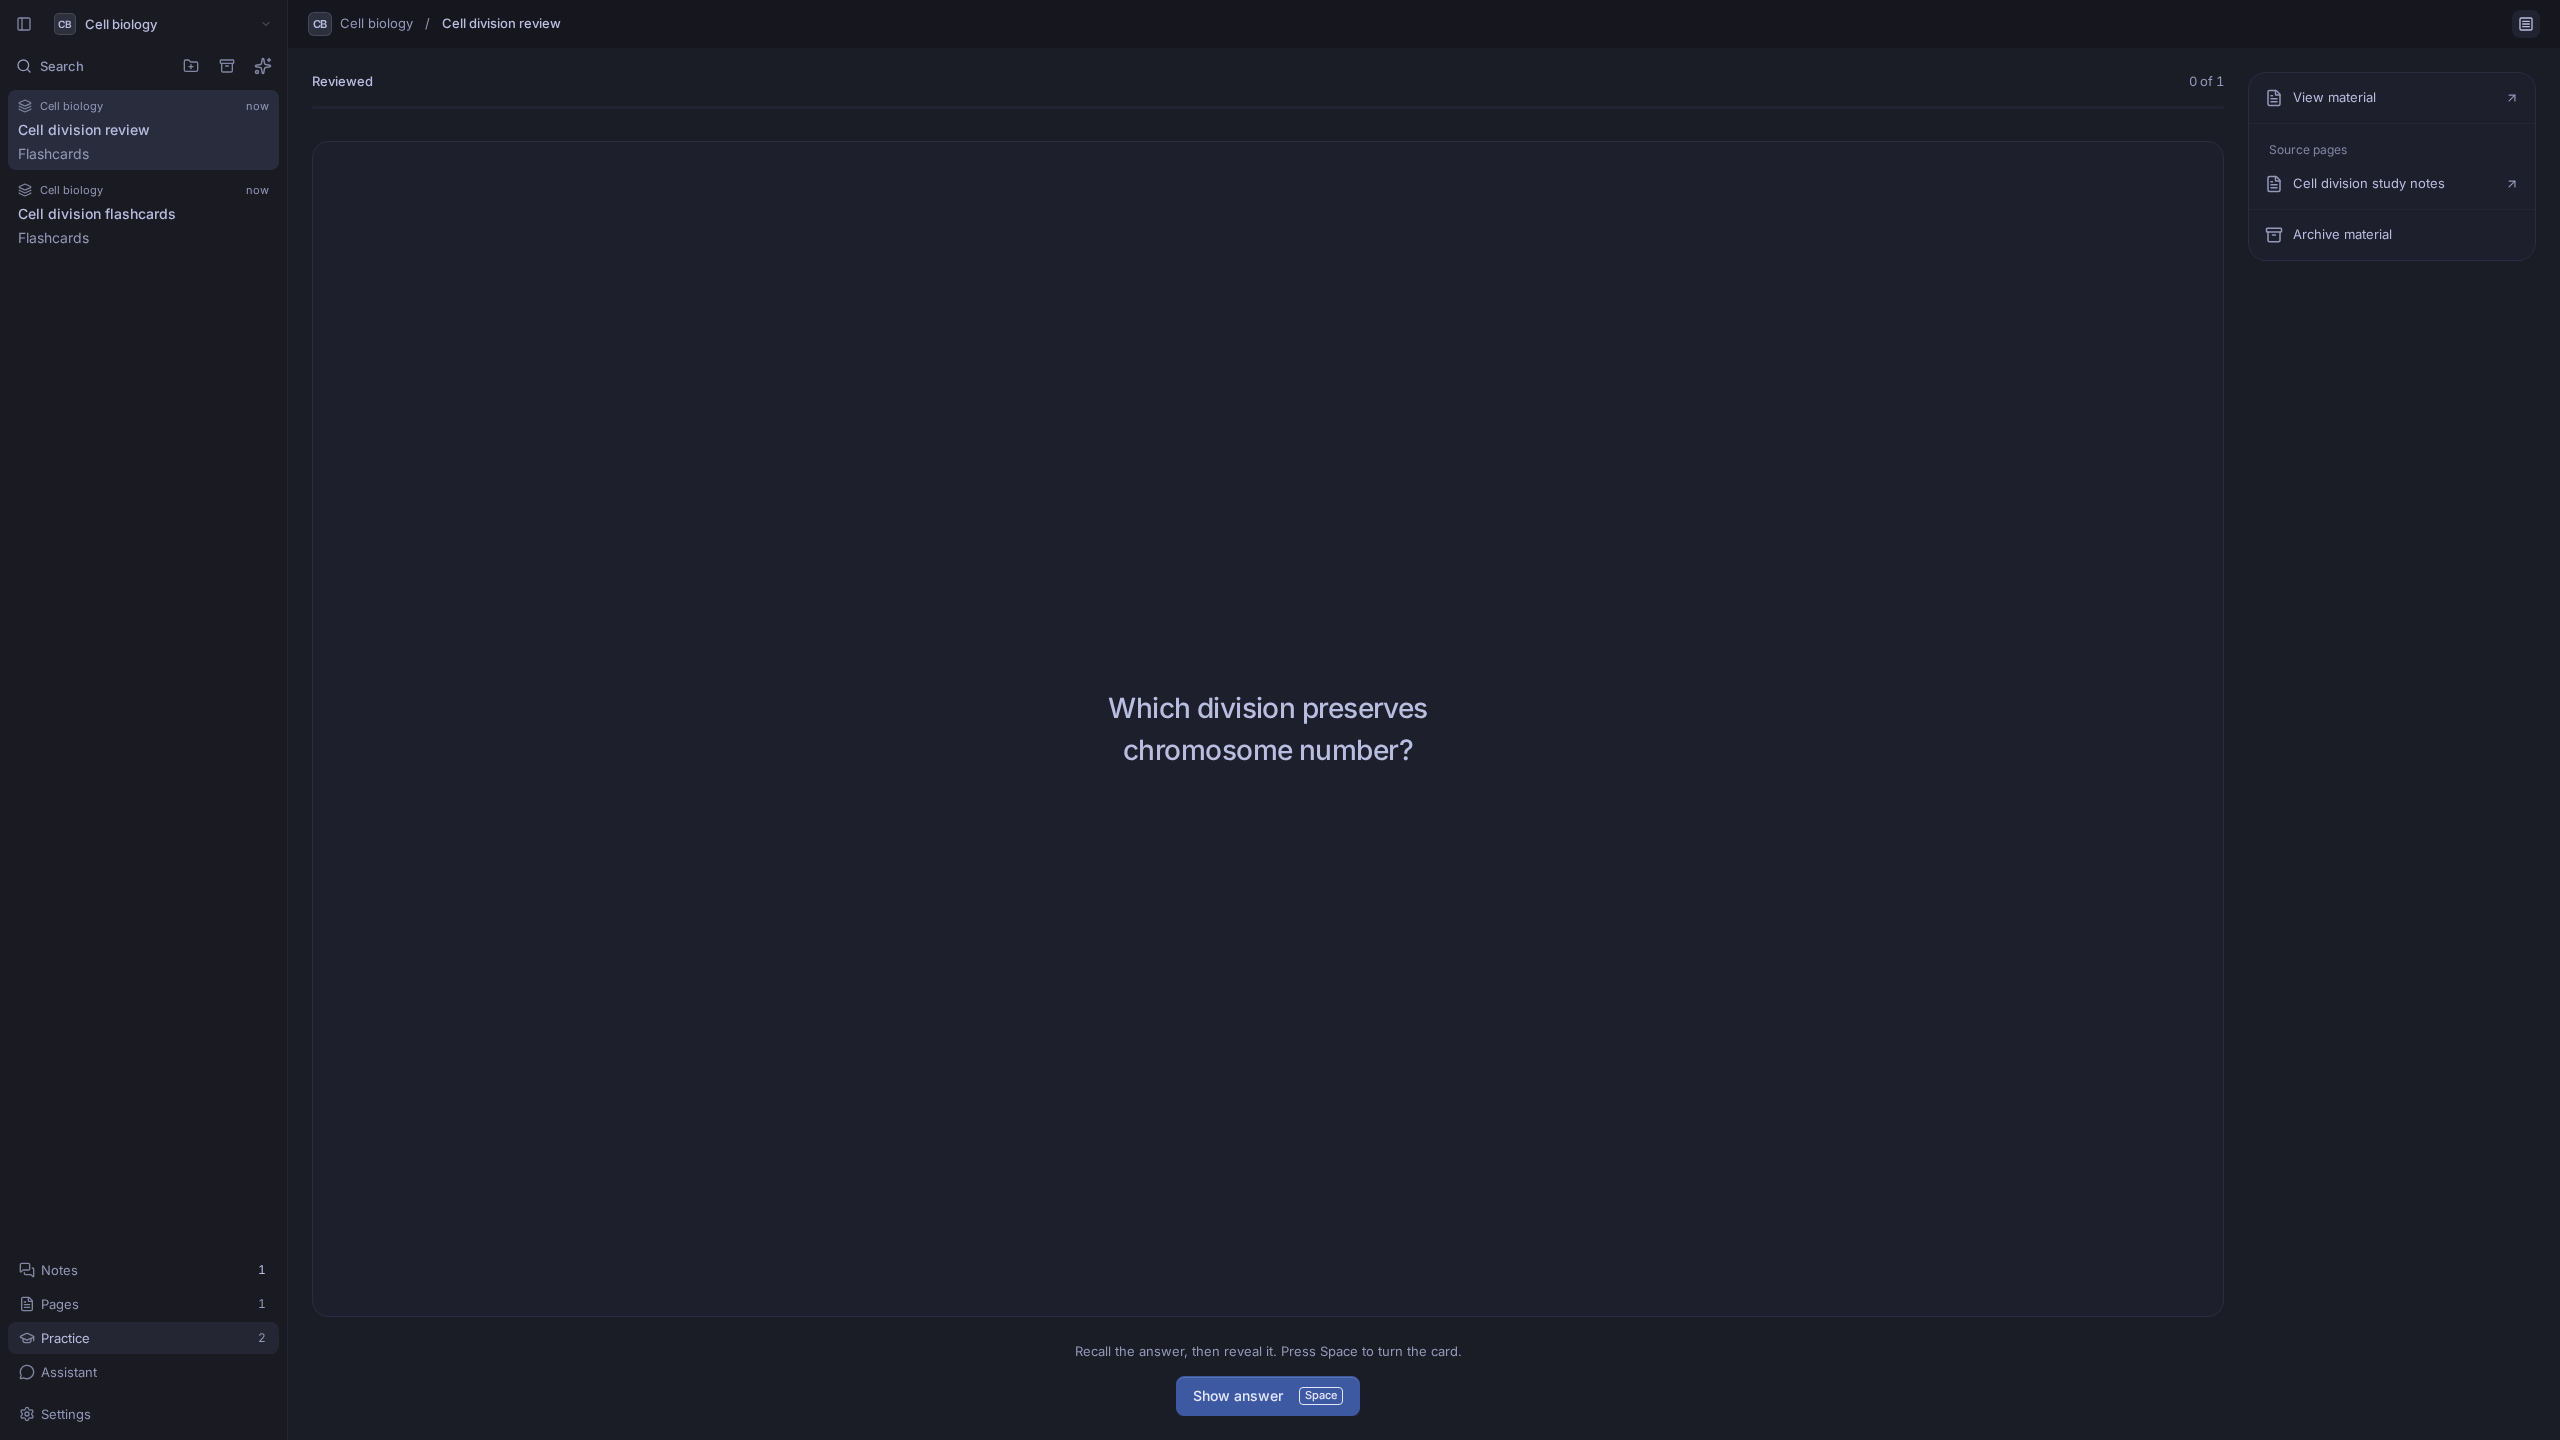 CB Cell biology
Search
Cell biology now
Cell division review
Flashcards
Cell biology now
Cell division flashcards
Flashcards
Notes 1
Pages 1
Practice 2
Assistant
Settings
CB Cell biology / Cell division review
Reviewed 0 of 1
Which division preserves
chromosome number?
Recall the answer, then reveal it. Press Space to turn the card.
Show answer Space
View material
Source pages
Cell division study notes
Archive material